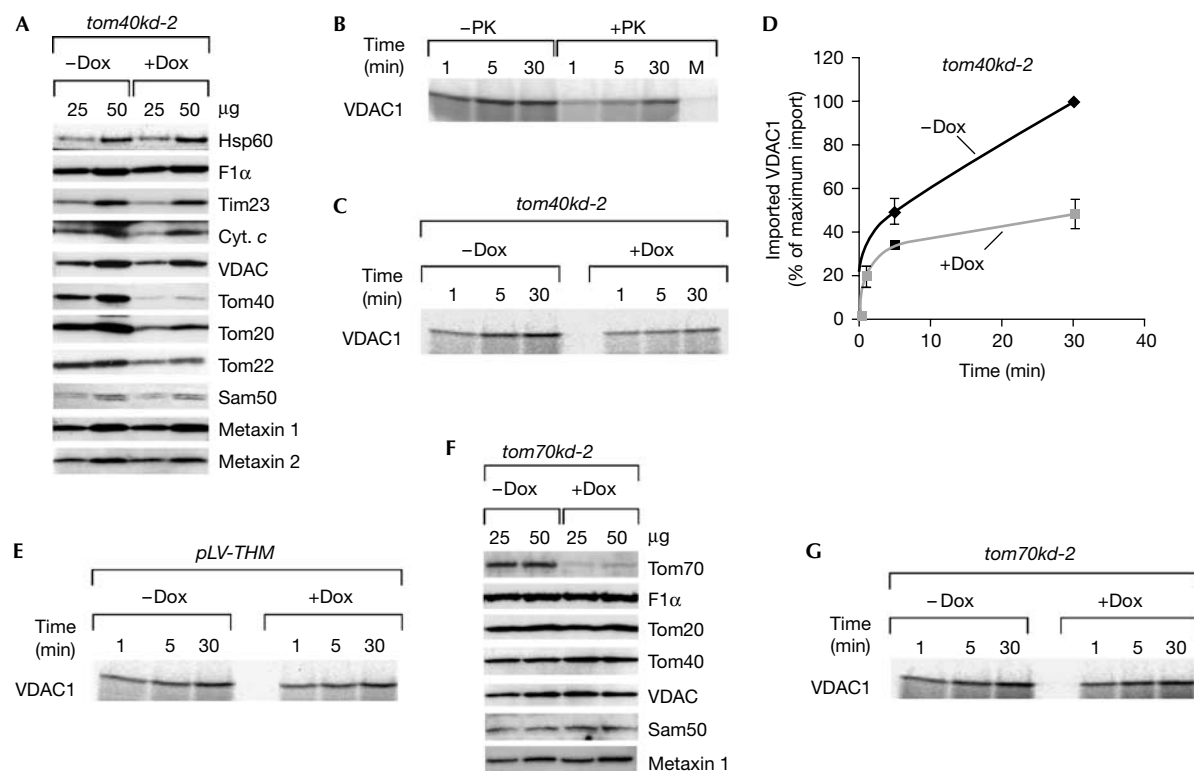 A
tom40kd-2
–Dox +Dox
25 50 25 50 µg
Hsp60
F1α
Tim23
Cyt. c
VDAC
Tom40
Tom20
Tom22
Sam50
Metaxin 1
Metaxin 2
B
–PK +PK
Time
(min) 1 5 30 1 5 30 M
VDAC1
C
tom40kd-2
–Dox +Dox
Time
(min) 1 5 30 1 5 30
VDAC1
D
tom40kd-2
Imported VDAC1
(% of maximum import)
120
100
80
60
40
20
0
–Dox
+Dox
0 10 20 30 40
Time (min)
E
pLV-THM
–Dox +Dox
Time
(min) 1 5 30 1 5 30
VDAC1
F
tom70kd-2
–Dox +Dox
25 50 25 50 µg
Tom70
F1α
Tom20
Tom40
VDAC
Sam50
Metaxin 1
G
tom70kd-2
–Dox +Dox
Time
(min) 1 5 30 1 5 30
VDAC1